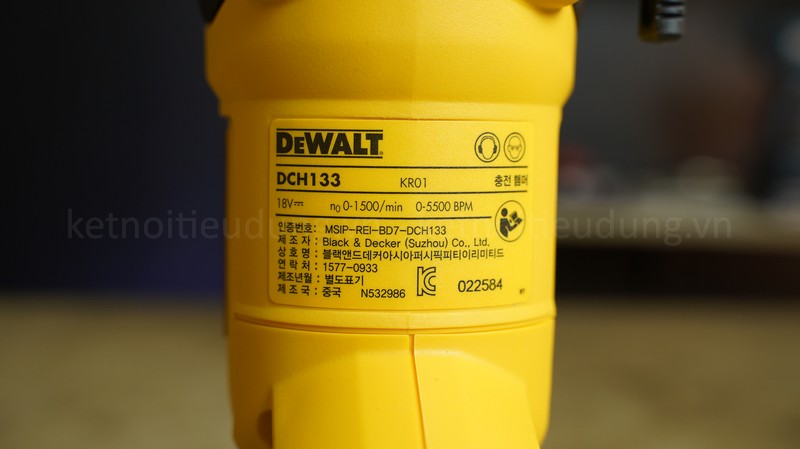 DEWALT
DCH133 KR01 충전 햄머
18V⎓ n₀ 0-1500/min 0-5500 BPM
인증번호: MSIP-REI-BD7-DCH133
제 조 자 : Black & Decker (Suzhou) Co., Ltd.
상 호 명 : 블랙앤드데커아시아퍼시픽피티이리미티드
연 락 처 : 1577-0933
제조년월 : 별도표기
제 조 국 : 중국 N532986 022584